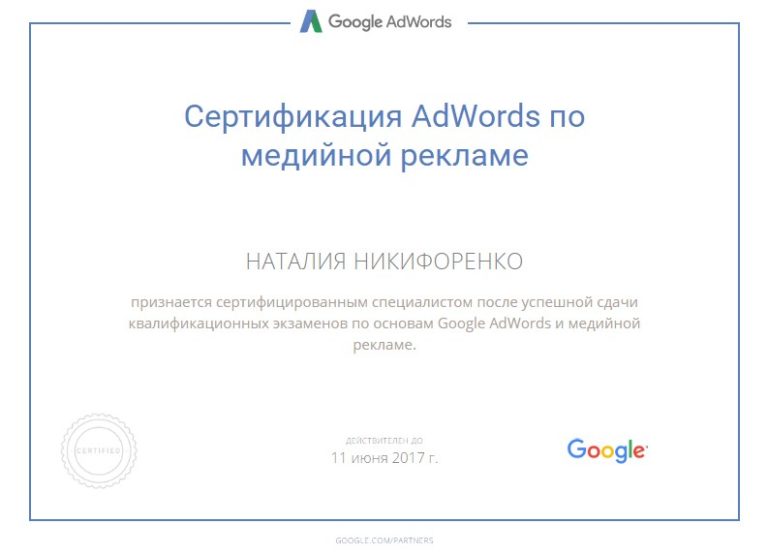 Google AdWords
Сертификация AdWords по
медийной рекламе
НАТАЛИЯ НИКИФОРЕНКО
признается сертифицированным специалистом после успешной сдачи
квалификационных экзаменов по основам Google AdWords и медийной
рекламе.
CERTIFIED
ДЕЙСТВИТЕЛЕН ДО
11 июня 2017 г.
Google
GOOGLE.COM/PARTNERS